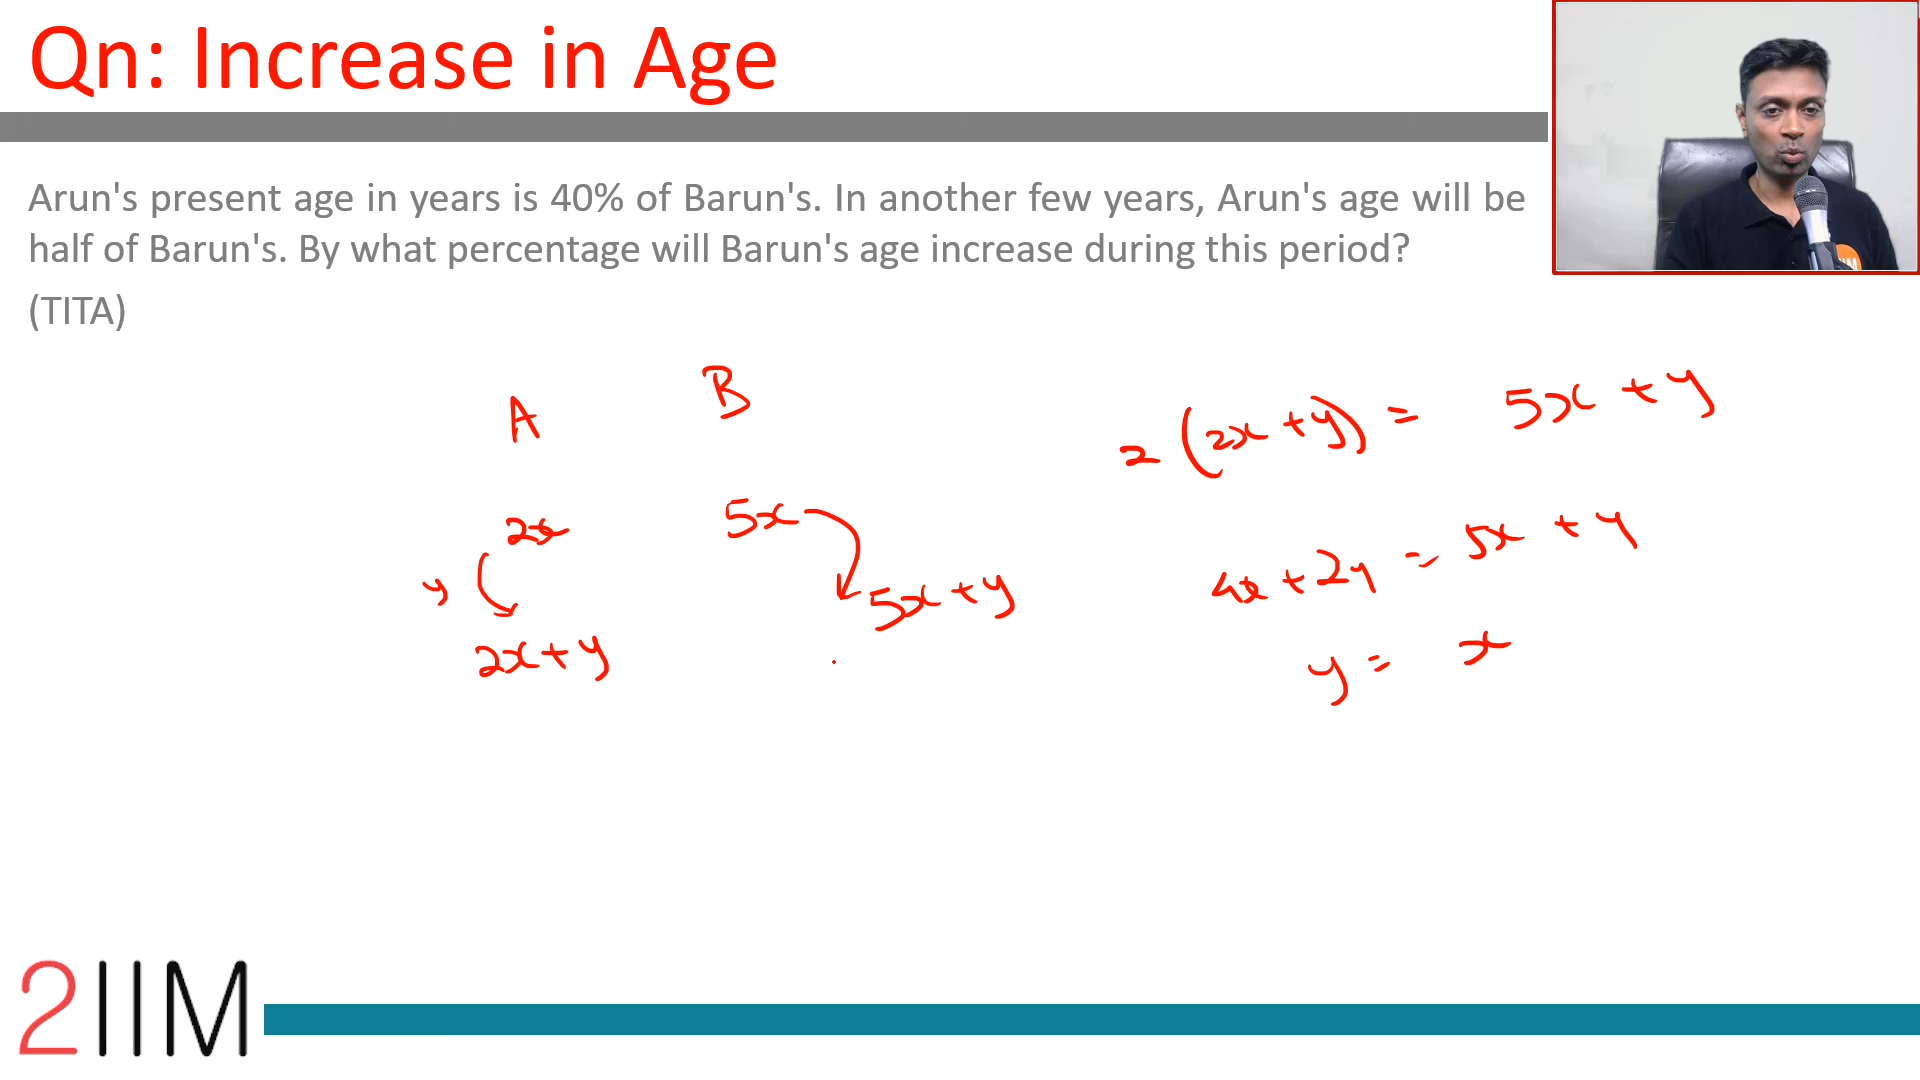 Qn: Increase in Age
Arun's present age in years is 40% of Barun's. In another few years, Arun's age will be
half of Barun's. By what percentage will Barun's age increase during this period?
(TITA)
A
B
2x
5x
y
2x+y
5x+y
2 (2x+y) = 5x+y
4x+2y = 5x+y
y = x
2IIM